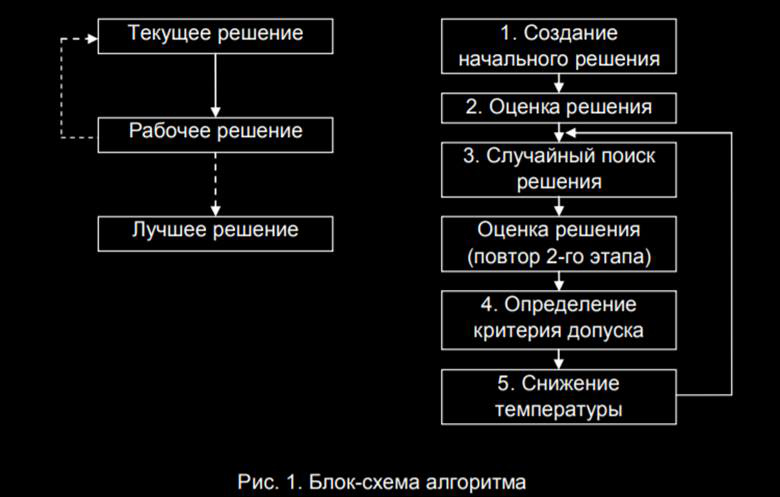 Текущее решение
Рабочее решение
Лучшее решение
1. Создание
начального решения
2. Оценка решения
3. Случайный поиск
решения
Оценка решения
(повтор 2-го этапа)
4. Определение
критерия допуска
5. Снижение
температуры
Рис. 1. Блок-схема алгоритма